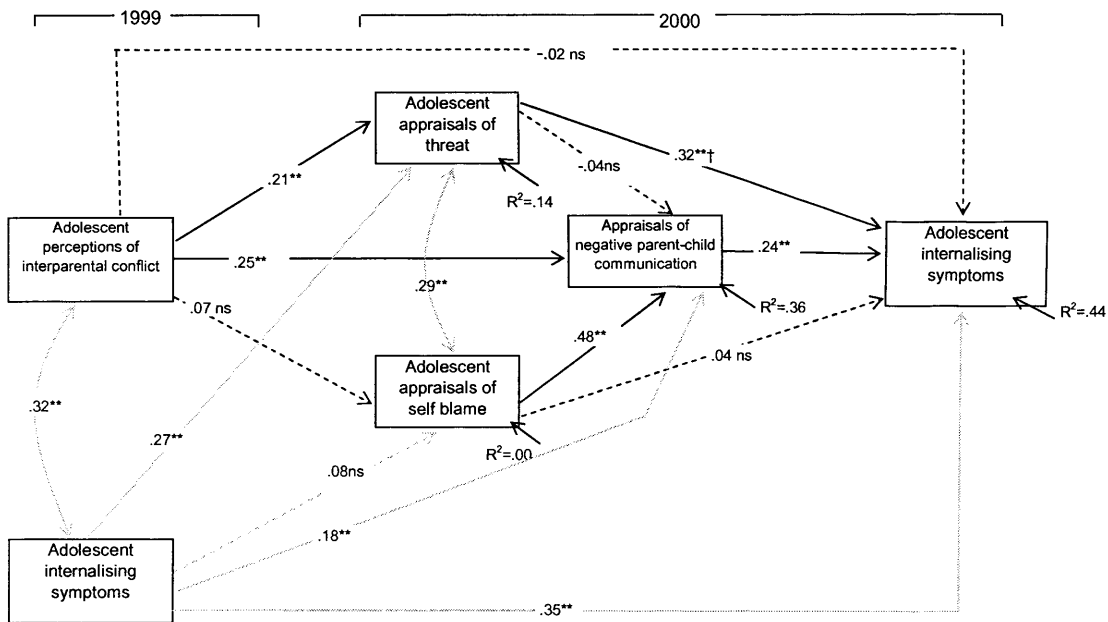 1999
2000
-.02 ns
Adolescent
appraisals of
threat
.32**†
-.04ns
.21**
R²=.14
Adolescent
perceptions of
interparental conflict
Appraisals of
negative parent-child
communication
Adolescent
internalising
symptoms
.25**
.24**
.29**
R²=.36
R²=.44
.07 ns
.48**
.04 ns
Adolescent
appraisals of
self blame
.32**
.27**
R²=.00
.08ns
.18**
Adolescent
internalising
symptoms
.35**